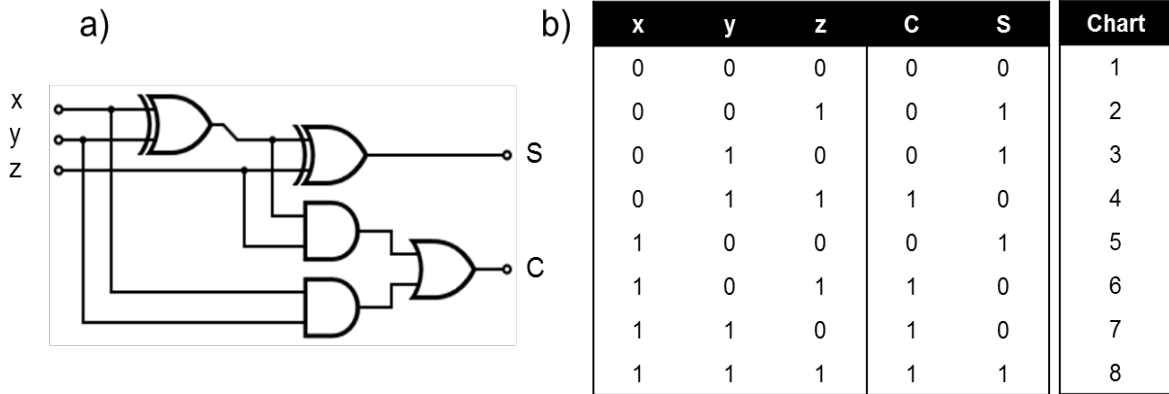 a)
x
y
z
S
C
b)
x y z C S Chart
0 0 0 0 0 1
0 0 1 0 1 2
0 1 0 0 1 3
0 1 1 1 0 4
1 0 0 0 1 5
1 0 1 1 0 6
1 1 0 1 0 7
1 1 1 1 1 8